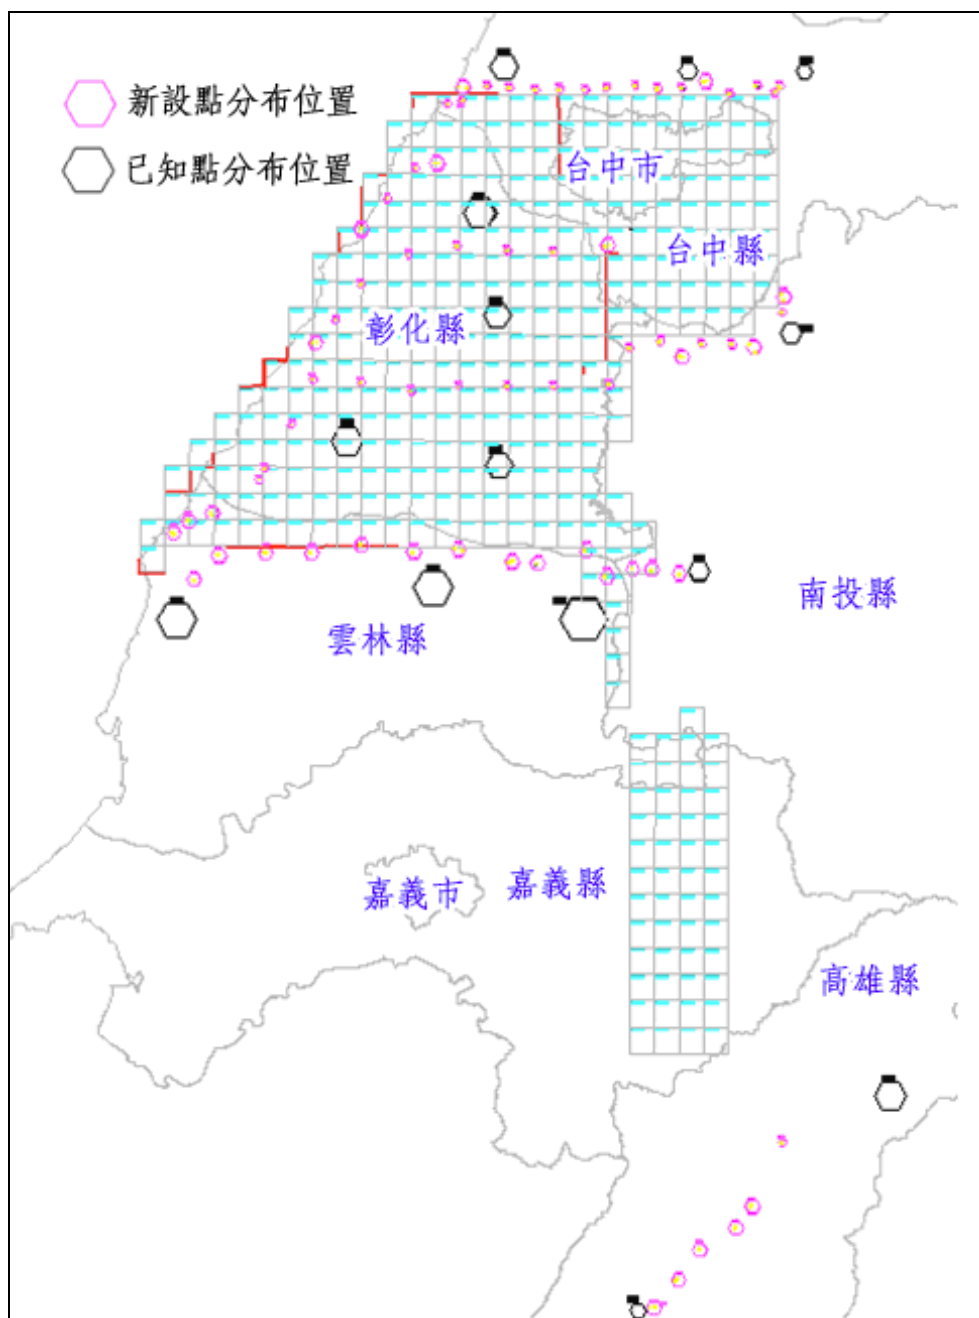 新設點分布位置
已知點分布位置
台中市
台中縣
彰化縣
南投縣
雲林縣
嘉義市
嘉義縣
高雄縣